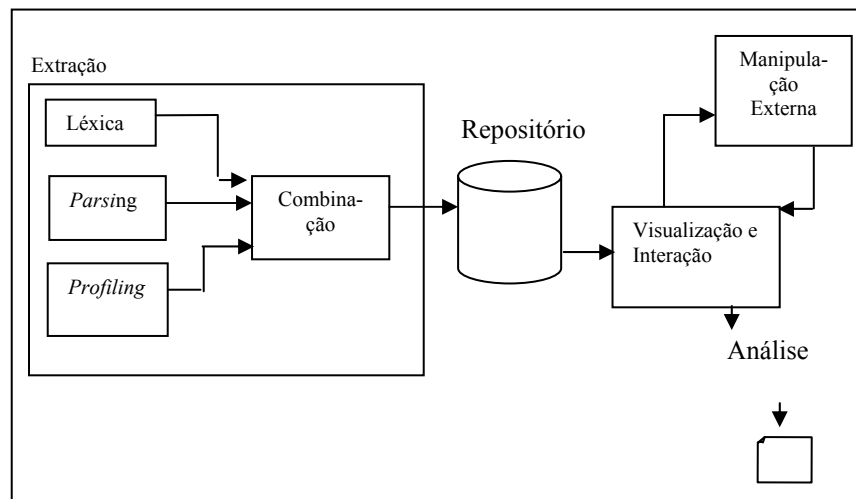 Extração
Léxica
Parsing
Profiling
Combina-
ção
Repositório
Manipula-
ção
Externa
Visualização e
Interação
Análise